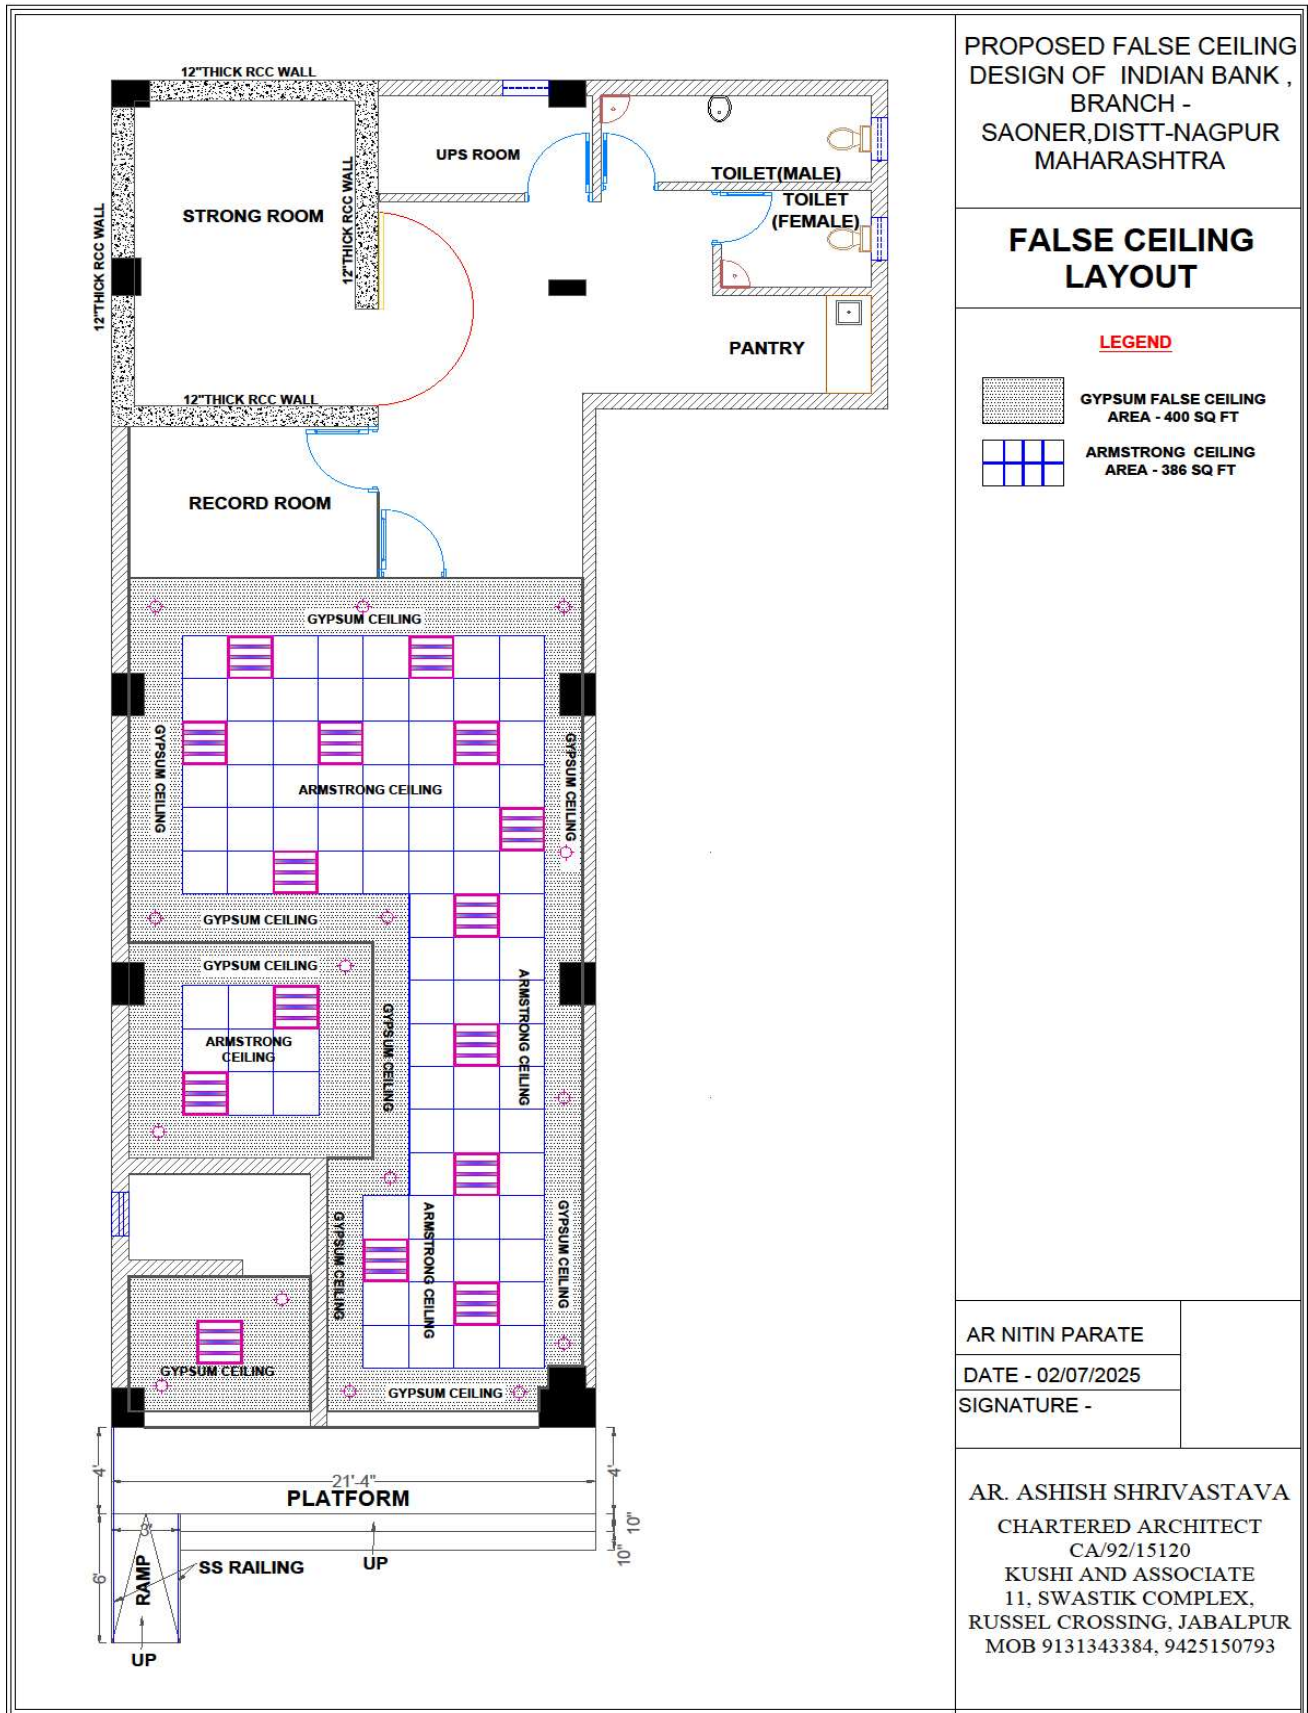 PROPOSED FALSE CEILING
DESIGN OF INDIAN BANK ,
BRANCH -
SAONER,DISTT-NAGPUR
MAHARASHTRA
FALSE CEILING
LAYOUT
LEGEND
GYPSUM FALSE CEILING
AREA - 400 SQ FT
ARMSTRONG CEILING
AREA - 386 SQ FT
12"THICK RCC WALL
UPS ROOM
TOILET(MALE)
TOILET
(FEMALE)
STRONG ROOM
12"THICK RCC WALL
12"THICK RCC WALL
PANTRY
12"THICK RCC WALL
RECORD ROOM
GYPSUM CEILING
GYPSUM CEILING
GYPSUM CEILING
ARMSTRONG CEILING
GYPSUM CEILING
GYPSUM CEILING
ARMSTRONG
CEILING
GYPSUM CEILING
ARMSTRONG CEILING
GYPSUM CEILING
ARMSTRONG CEILING
GYPSUM CEILING
GYPSUM CEILING
GYPSUM CEILING
4'
21'-4"
4'
PLATFORM
3'
10"
10"
UP
SS RAILING
RAMP
6'
UP
AR NITIN PARATE
DATE - 02/07/2025
SIGNATURE -
AR. ASHISH SHRIVASTAVA
CHARTERED ARCHITECT
CA/92/15120
KUSHI AND ASSOCIATE
11, SWASTIK COMPLEX,
RUSSEL CROSSING, JABALPUR
MOB 9131343384, 9425150793